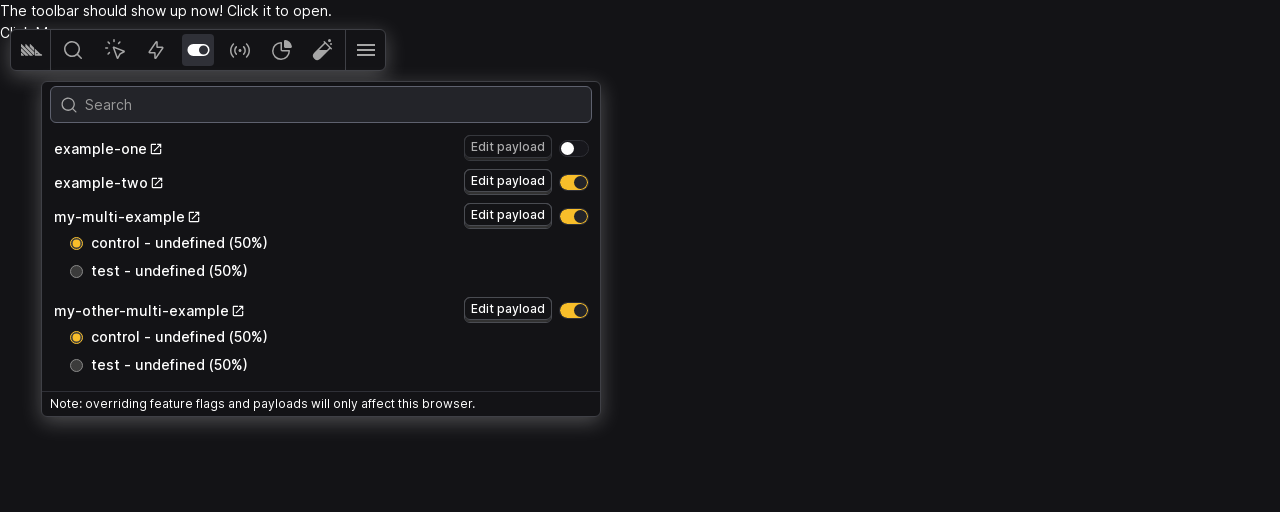 The toolbar should show up now! Click it to open.
Search
example-one Edit payload
example-two Edit payload
my-multi-example Edit payload
control - undefined (50%)
test - undefined (50%)
my-other-multi-example Edit payload
control - undefined (50%)
test - undefined (50%)
Note: overriding feature flags and payloads will only affect this browser.